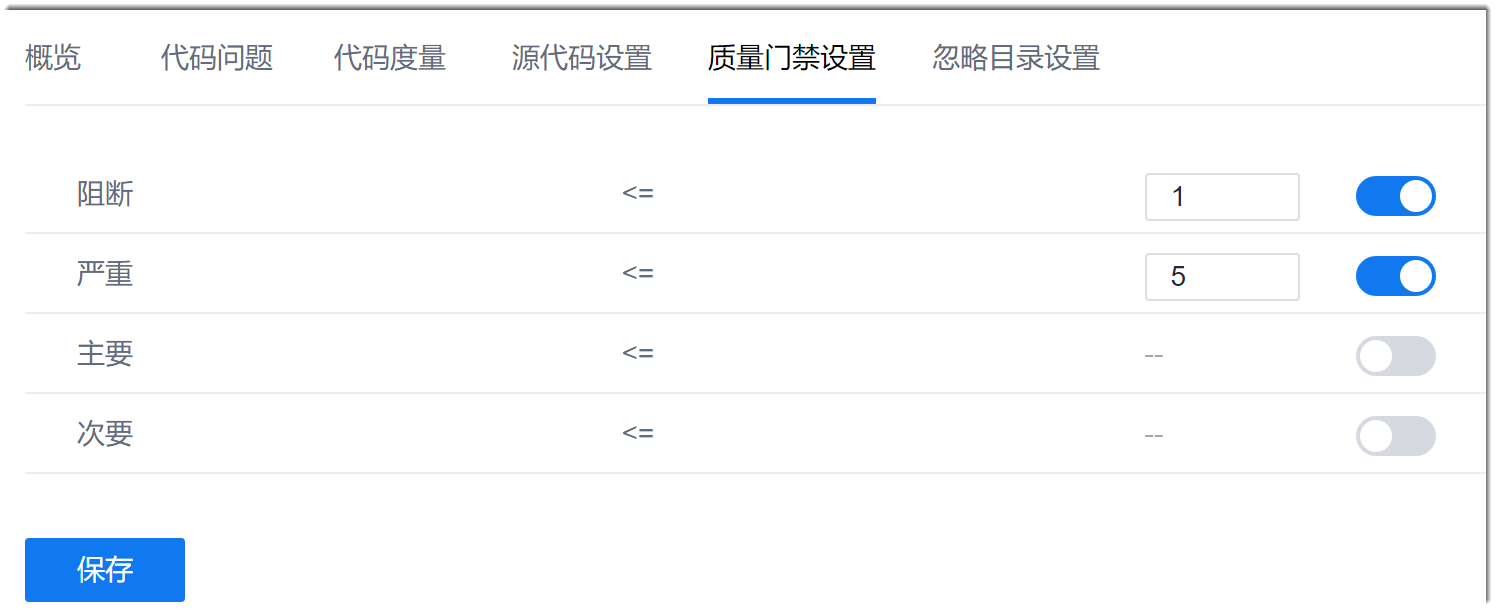 概览 代码问题 代码度量 源代码设置 质量门禁设置 忽略目录设置
阻断 <= 1
严重 <= 5
主要 <= --
次要 <= --
保存